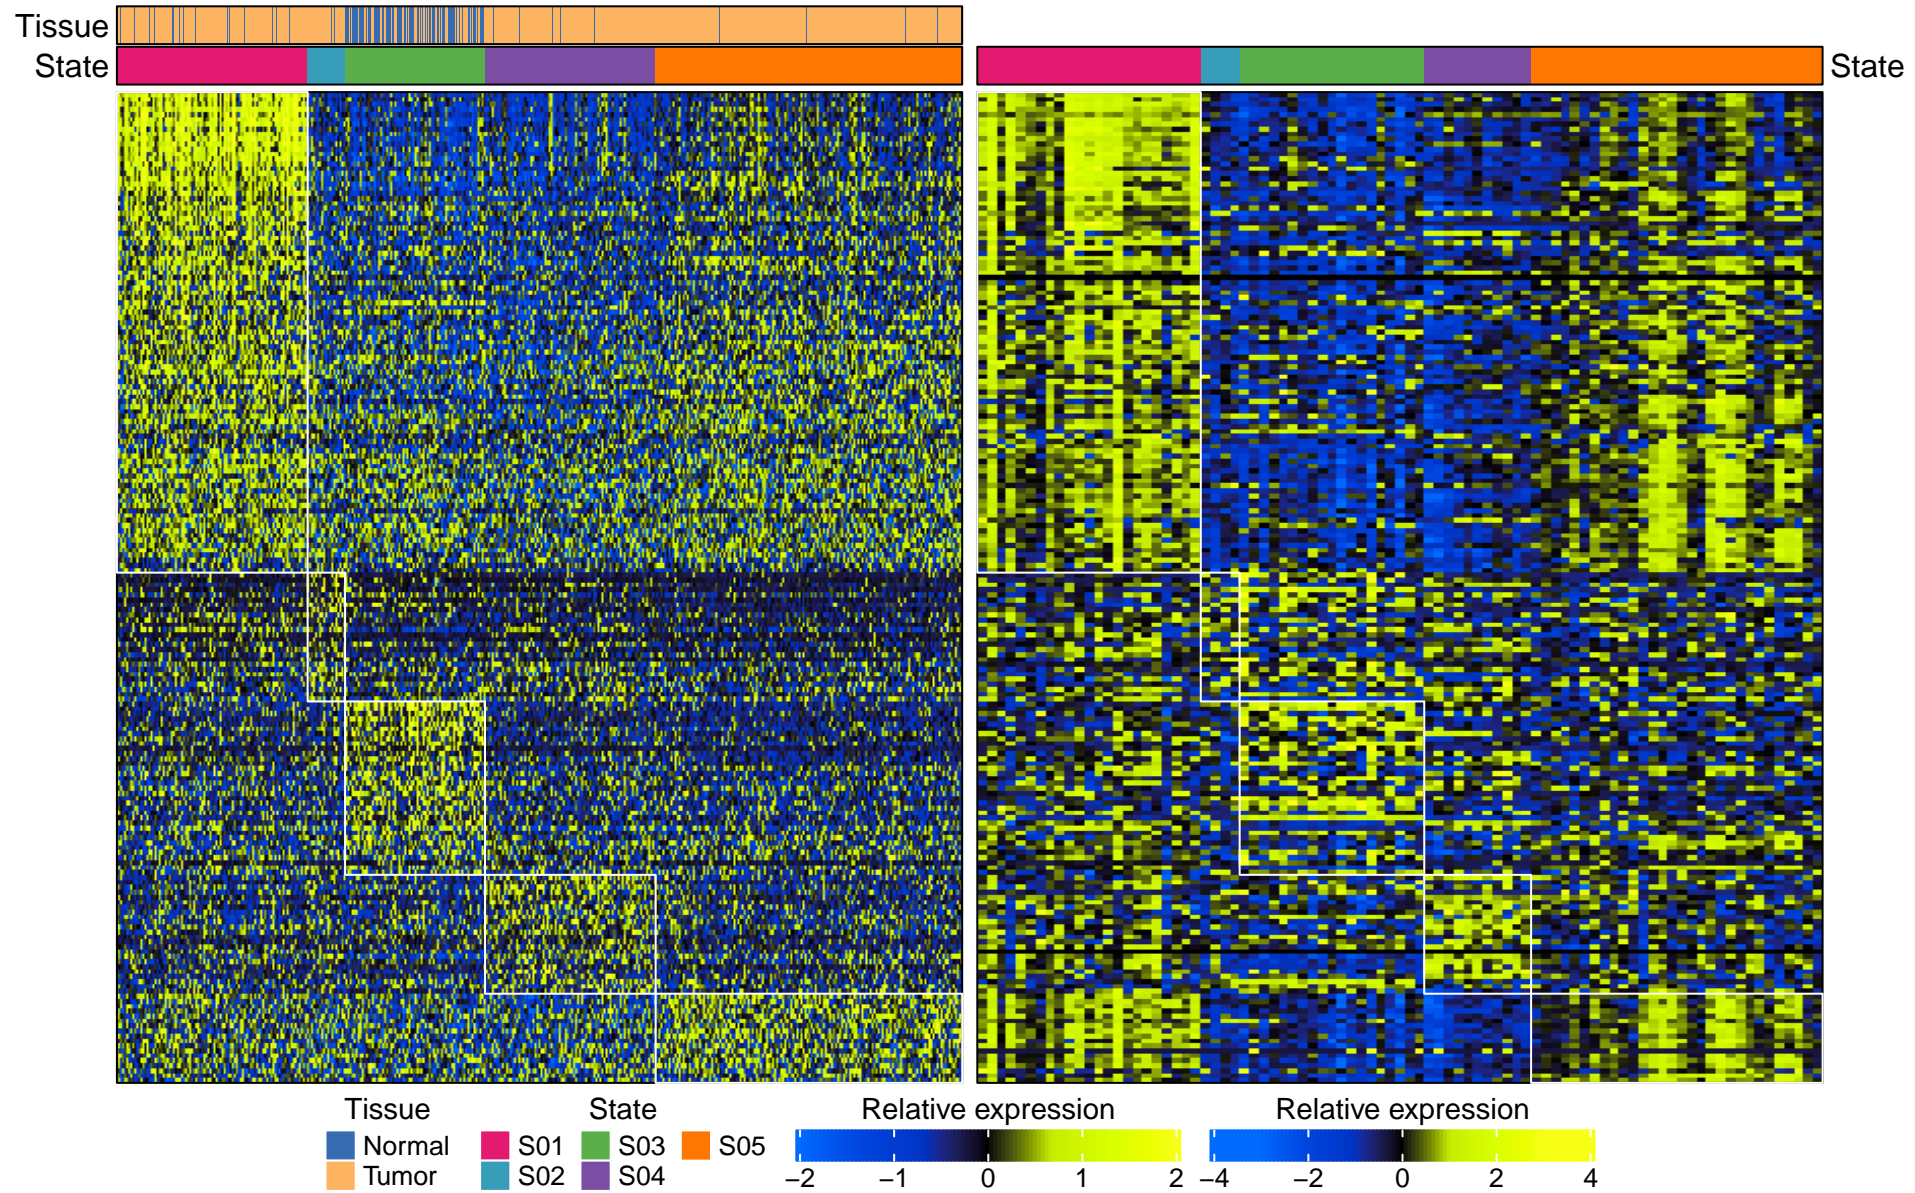 Tissue
State
State
Tissue State Relative expression Relative expression
Normal S01 S03 S05
Tumor S02 S04
−2 −1 0 1 2 −4 −2 0 2 4